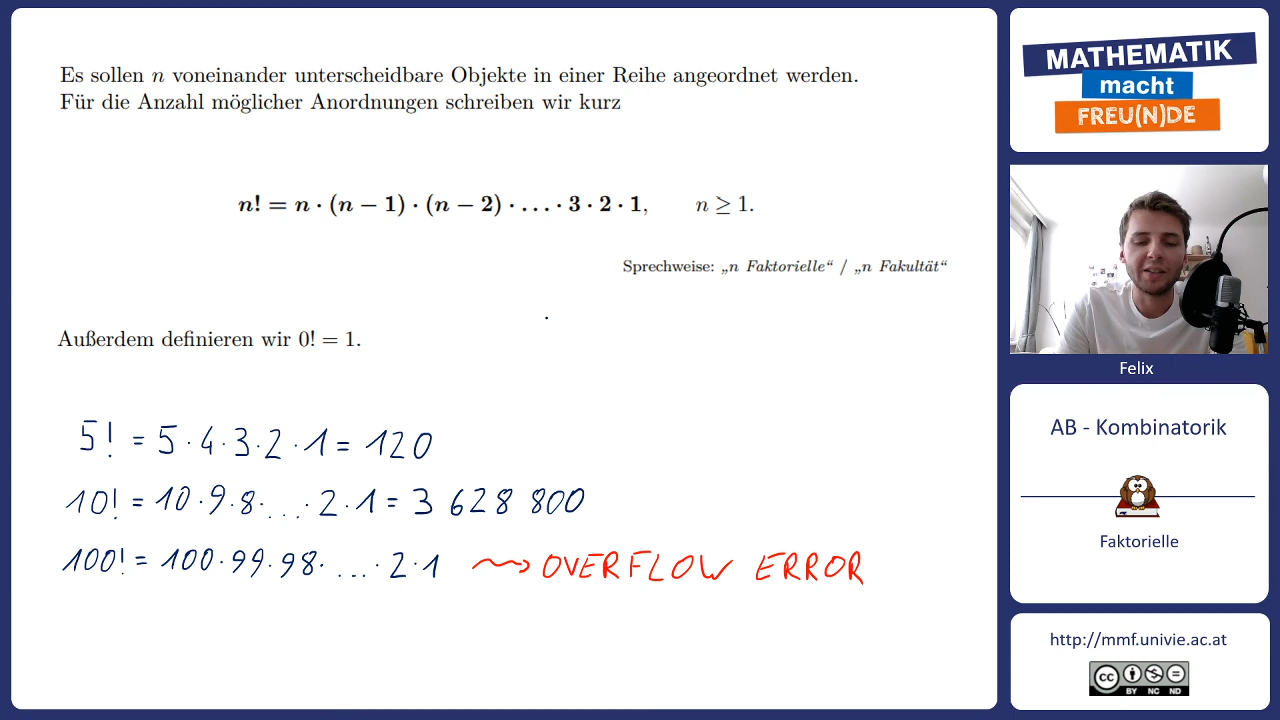 Es sollen n voneinander unterscheidbare Objekte in einer Reihe angeordnet werden.
Für die Anzahl möglicher Anordnungen schreiben wir kurz
n! = n · (n − 1) · (n − 2) · . . . · 3 · 2 · 1, n ≥ 1.
Sprechweise: „n Faktorielle“ / „n Fakultät“
Außerdem definieren wir 0! = 1.
5! = 5 · 4 · 3 · 2 · 1 = 120
10! = 10 · 9 · 8 · ... · 2 · 1 = 3 628 800
100! = 100 · 99 · 98 · ... · 2 · 1 ⇝ OVERFLOW ERROR
MATHEMATIK
macht
FREU(N)DE
Felix
AB - Kombinatorik
Faktorielle
http://mmf.univie.ac.at
cc
BY NC ND